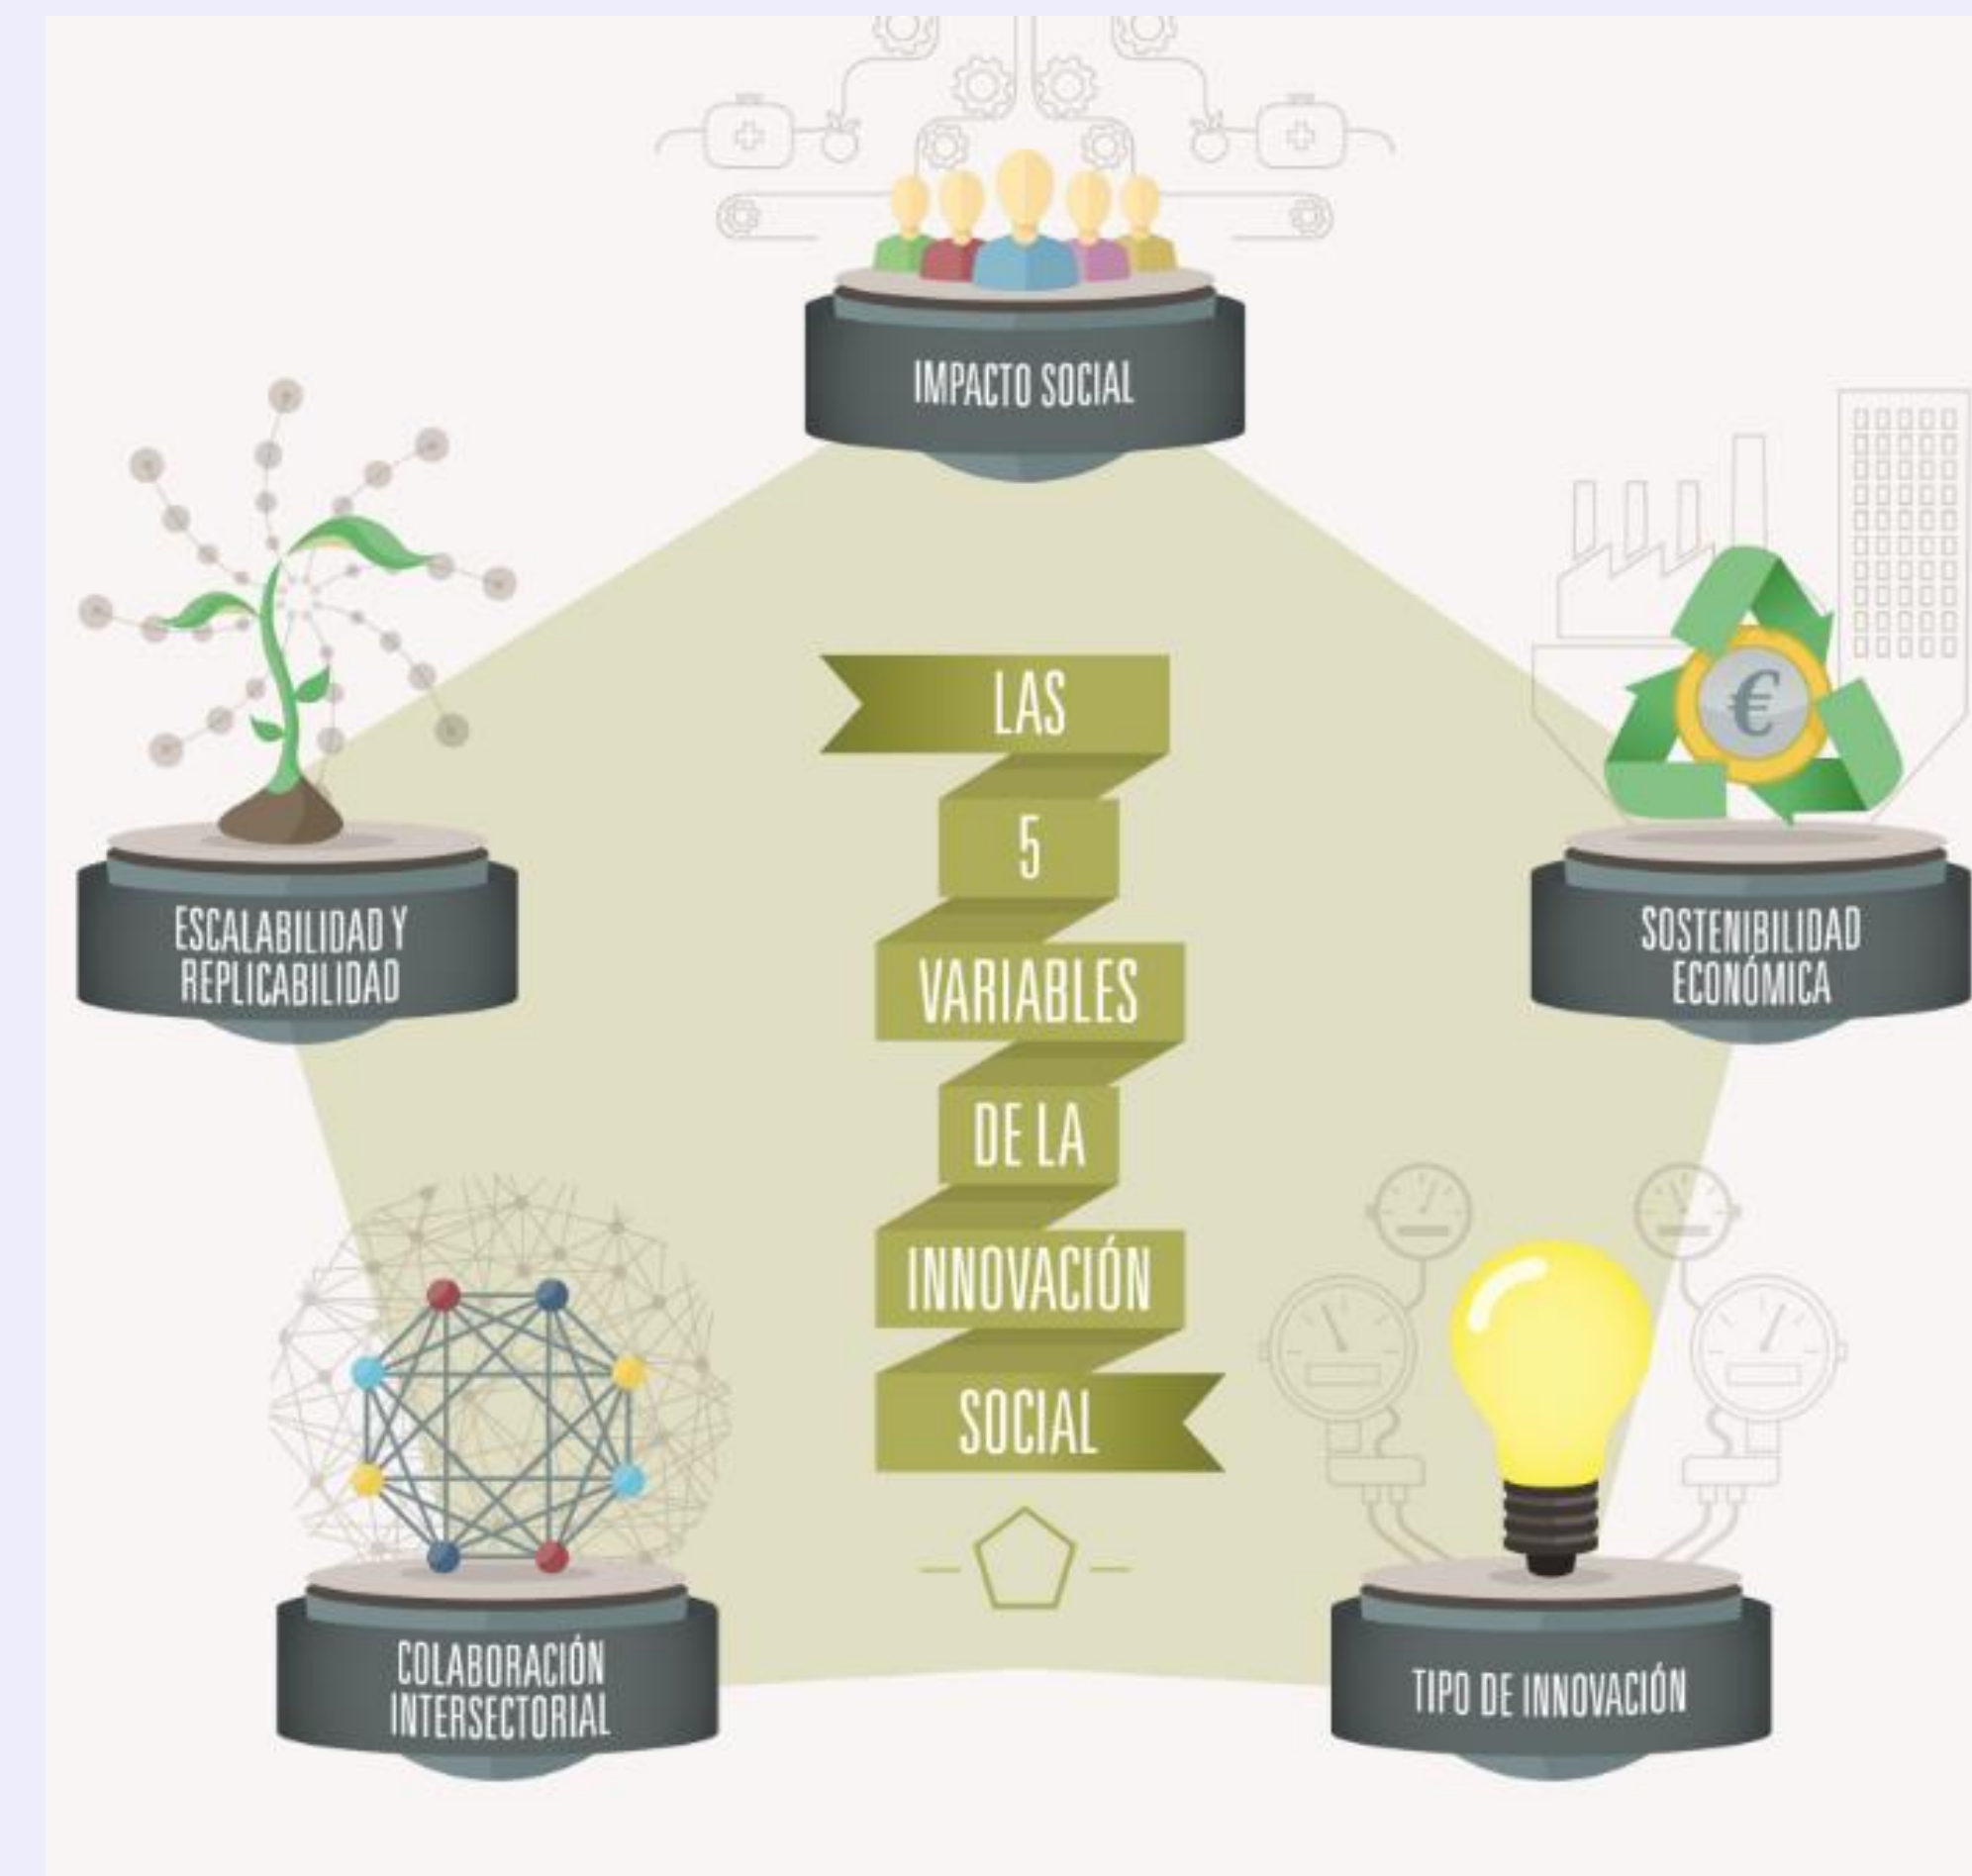 IMPACTO SOCIAL
ESCALABILIDAD Y
REPLICABILIDAD
SOSTENIBILIDAD
ECONÓMICA
€
LAS
5
VARIABLES
DE LA
INNOVACIÓN
SOCIAL
COLABORACIÓN
INTERSECTORIAL
TIPO DE INNOVACIÓN